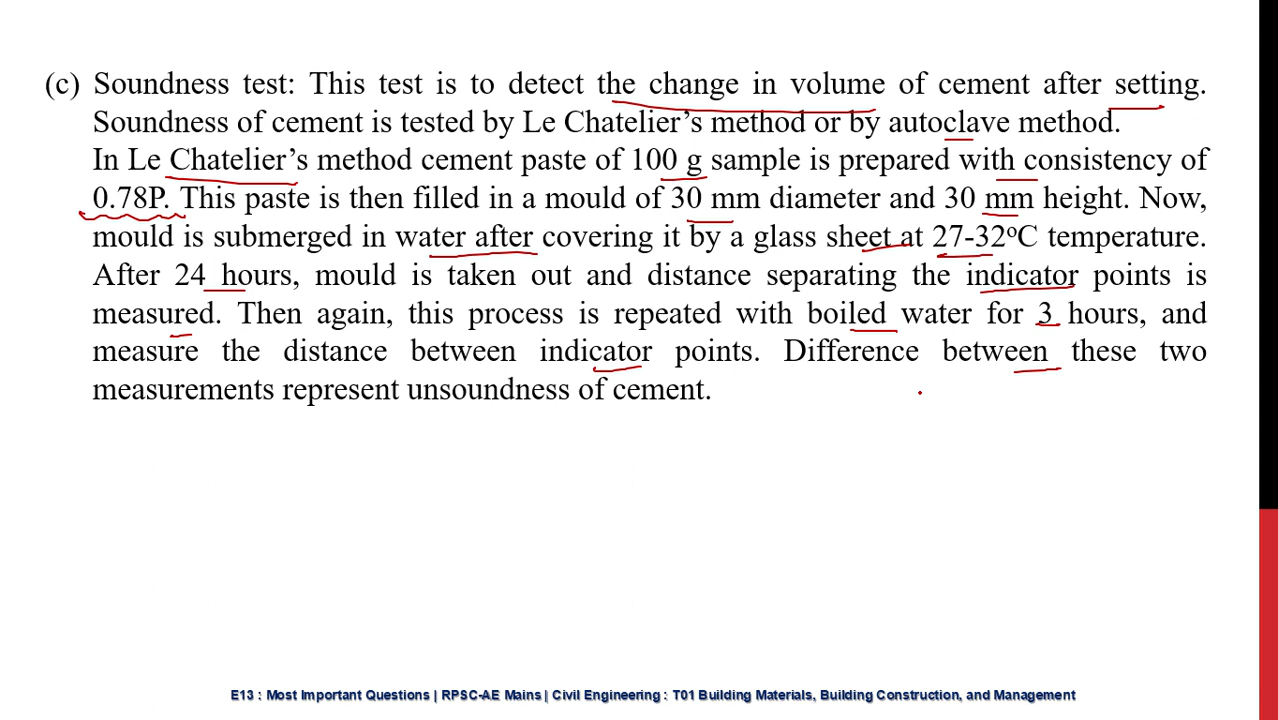 (c) Soundness test: This test is to detect the change in volume of cement after setting.
Soundness of cement is tested by Le Chatelier’s method or by autoclave method.
In Le Chatelier’s method cement paste of 100 g sample is prepared with consistency of
0.78P. This paste is then filled in a mould of 30 mm diameter and 30 mm height. Now,
mould is submerged in water after covering it by a glass sheet at 27-32ºC temperature.
After 24 hours, mould is taken out and distance separating the indicator points is
measured. Then again, this process is repeated with boiled water for 3 hours, and
measure the distance between indicator points. Difference between these two
measurements represent unsoundness of cement.
E13 : Most Important Questions | RPSC-AE Mains | Civil Engineering : T01 Building Materials, Building Construction, and Management